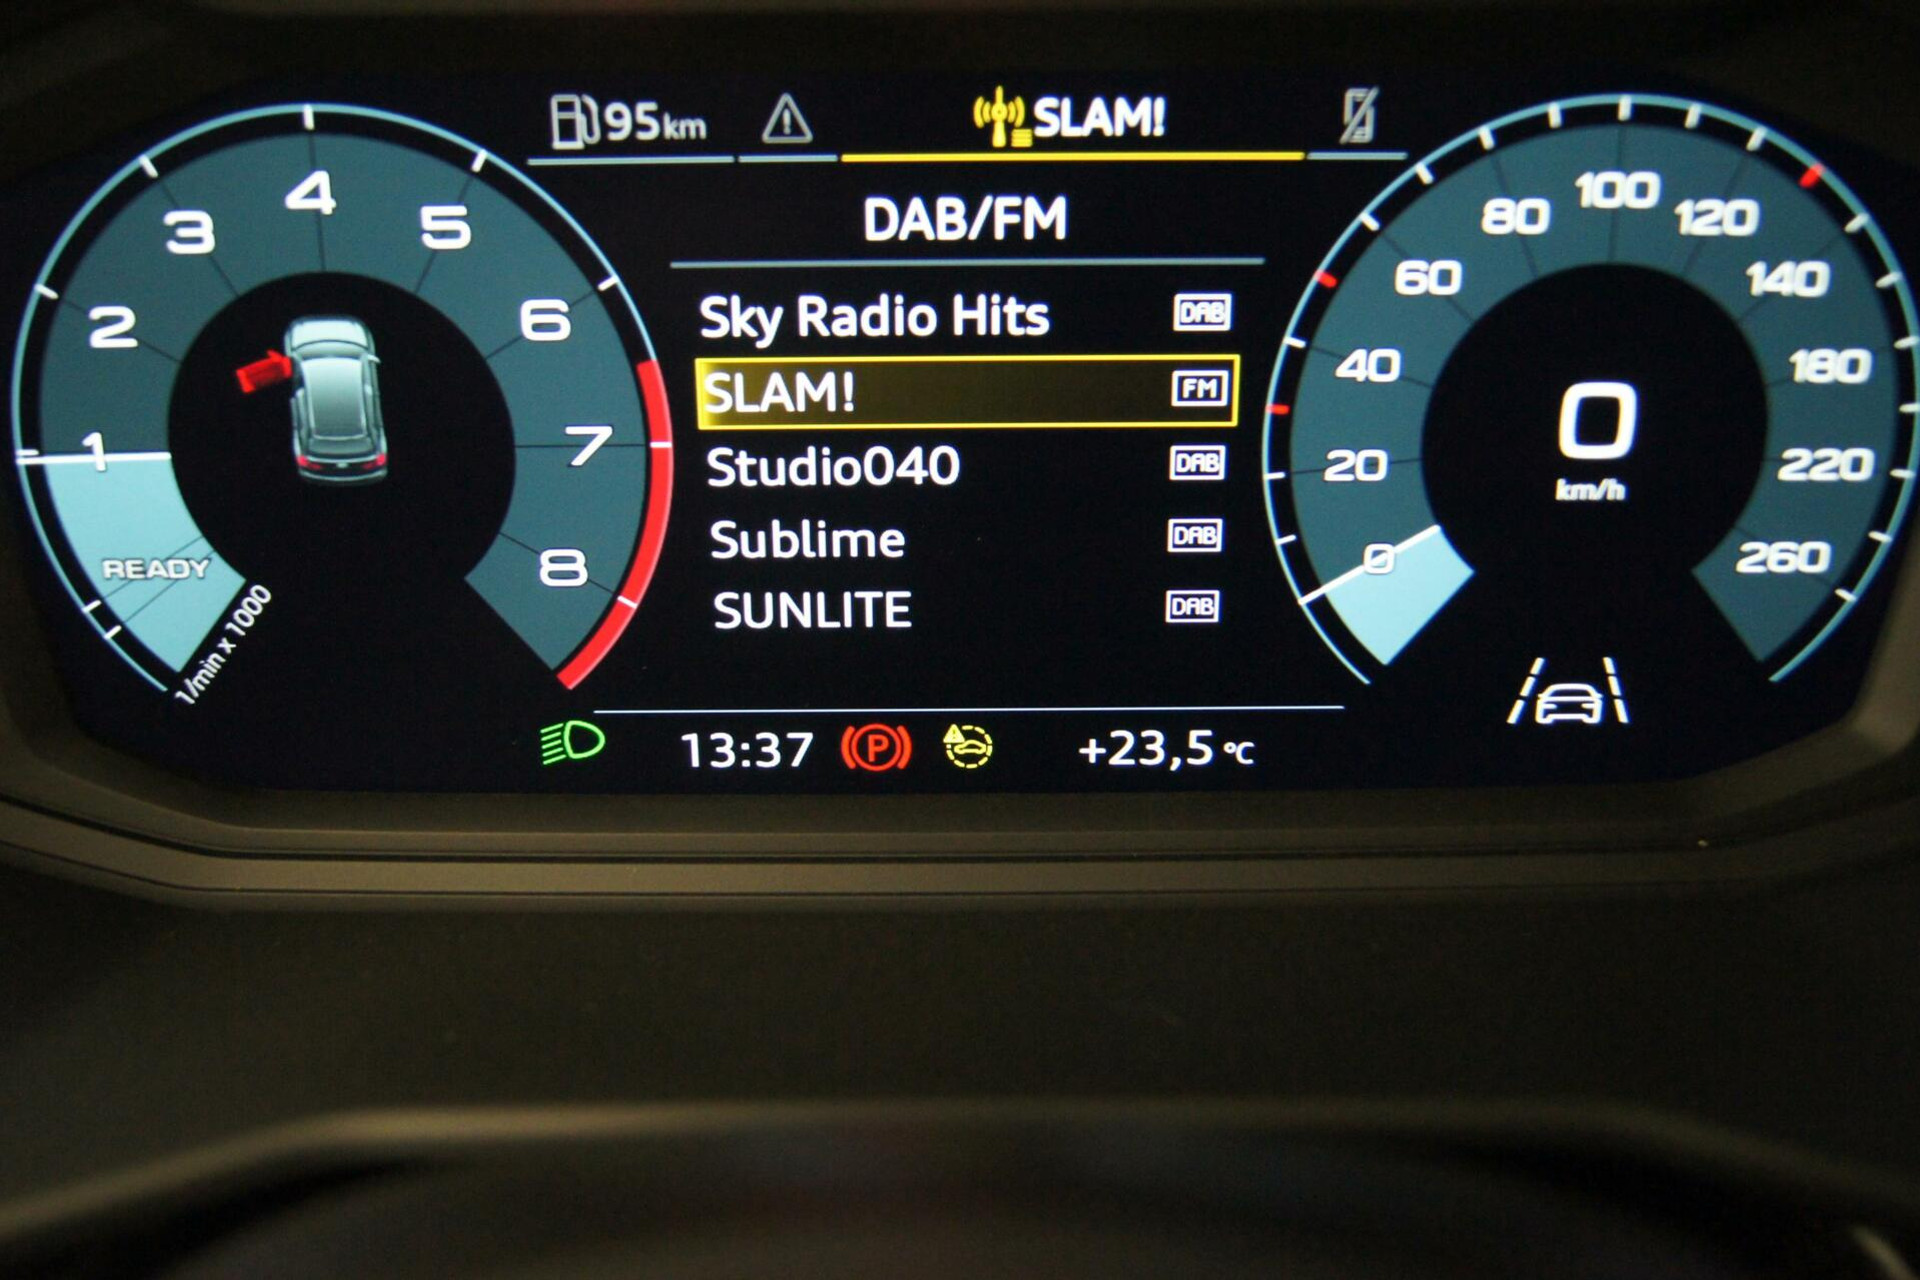 95 km
SLAM!
DAB/FM
Sky Radio Hits DAB
SLAM! FM
Studio040 DAB
Sublime DAB
SUNLITE DAB
1
2
3
4
5
6
7
8
READY
1/min x 1000
0
20
40
60
80
100
120
140
180
220
260
0
km/h
13:37
P
+23,5 °C